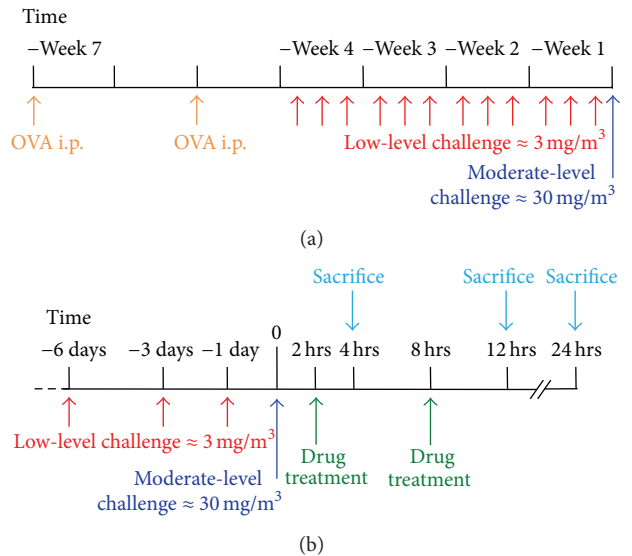 Time
−Week 7 −Week 4 −Week 3 −Week 2 −Week 1
OVA i.p. OVA i.p. Low-level challenge ≈ 3 mg/m³
Moderate-level
challenge ≈ 30 mg/m³
(a)
Sacrifice Sacrifice Sacrifice
Time 0
−6 days −3 days −1 day 2 hrs 4 hrs 8 hrs 12 hrs 24 hrs
Low-level challenge ≈ 3 mg/m³
Drug Drug
Moderate-level treatment treatment
challenge ≈ 30 mg/m³
(b)